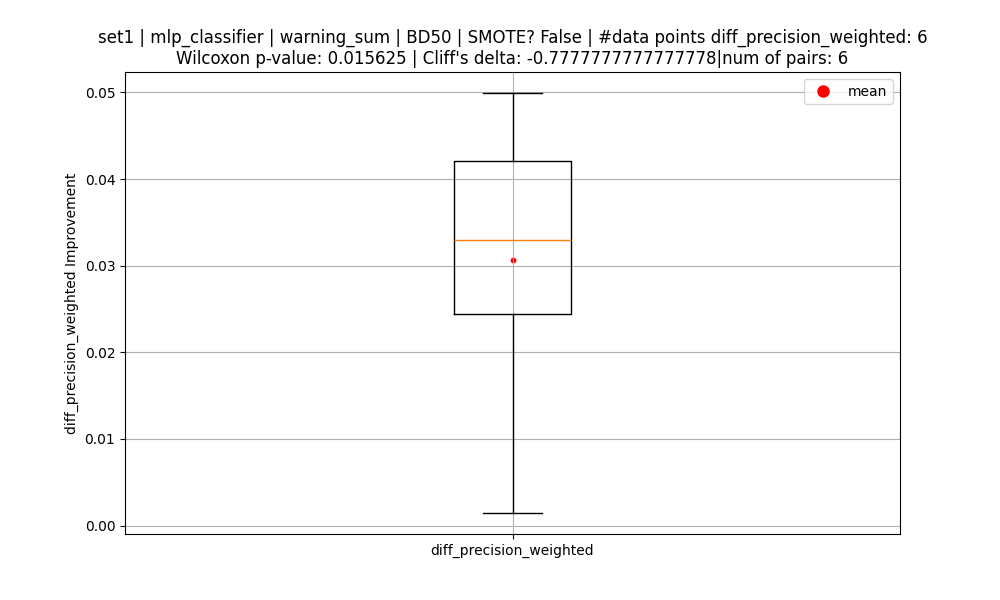 set1 | mlp_classifier | warning_sum | BD50 | SMOTE? False | #data points diff_precision_weighted: 6
Wilcoxon p-value: 0.015625 | Cliff's delta: -0.7777777777777778|num of pairs: 6
mean
0.05
0.04
0.03
0.02
0.01
0.00
diff_precision_weighted Improvement
diff_precision_weighted